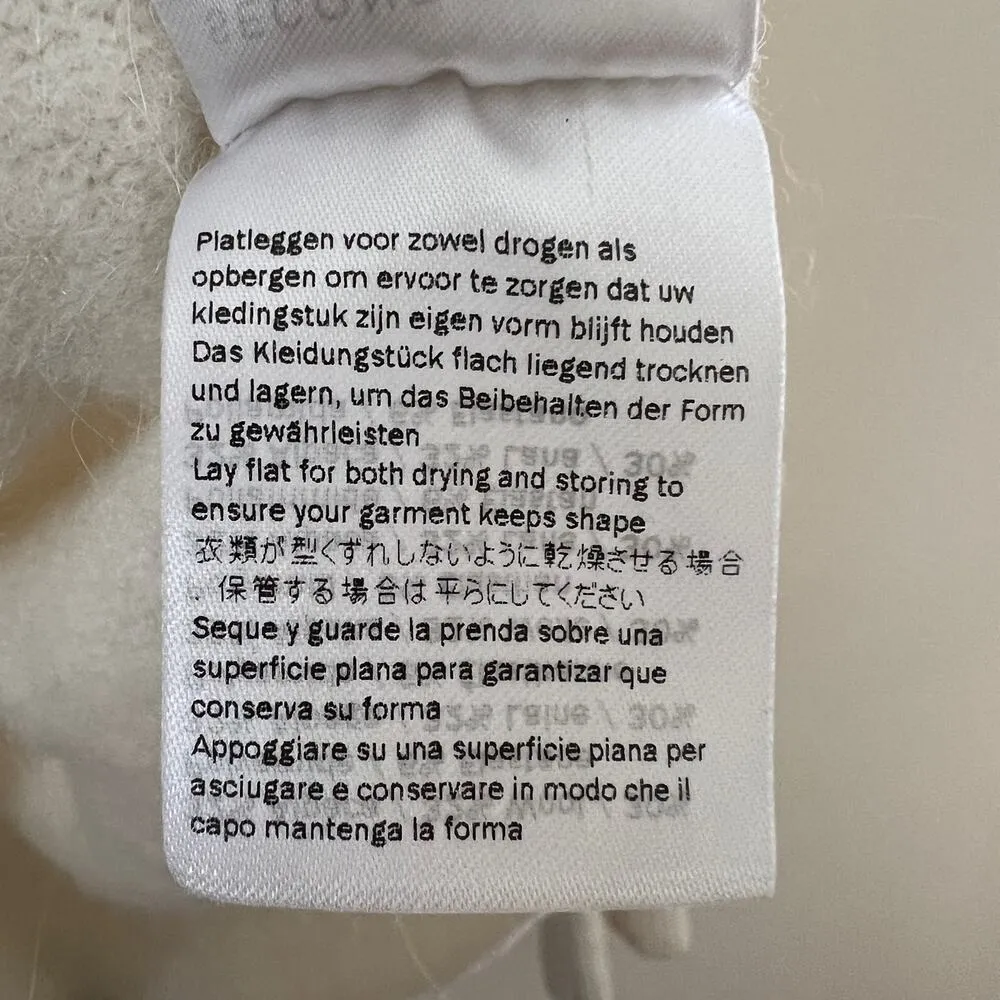 Platleggen voor zowel drogen als
opbergen om ervoor te zorgen dat uw
kledingstuk zijn eigen vorm blijft houden
Das Kleidungstück flach liegend trocknen
und lagern, um das Beibehalten der Form
zu gewährleisten
Lay flat for both drying and storing to
ensure your garment keeps shape
衣類が型くずれしないように乾燥させる場合
、保管する場合は平らにしてください
Seque y guarde la prenda sobre una
superficie plana para garantizar que
conserva su forma
Appoggiare su una superficie piana per
asciugare e conservare in modo che il
capo mantenga la forma